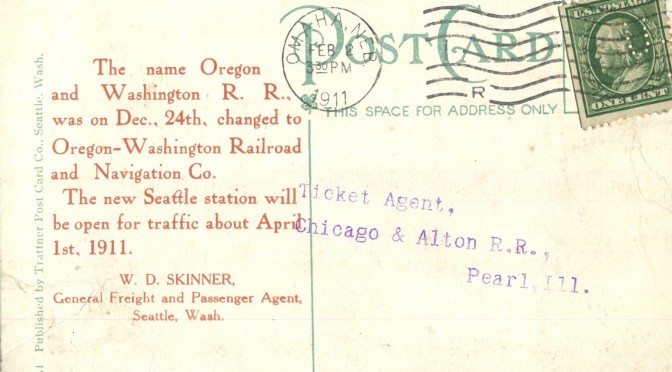 POST CARD
THIS SPACE FOR ADDRESS ONLY
OMAHA, NEB
FEB 2
3 30 PM
1911
R
U.S. POSTAGE
ONE CENT
The name Oregon
and Washington R. R.,
was on Dec., 24th, changed to
Oregon-Washington Railroad
and Navigation Co.
The new Seattle station will
be open for traffic about April
1st, 1911.
W. D. SKINNER,
General Freight and Passenger Agent,
Seattle, Wash.
Ticket Agent,
Chicago & Alton R.R.,
Pearl, Ill.
Published by Trattner Post Card Co., Seattle, Wash.